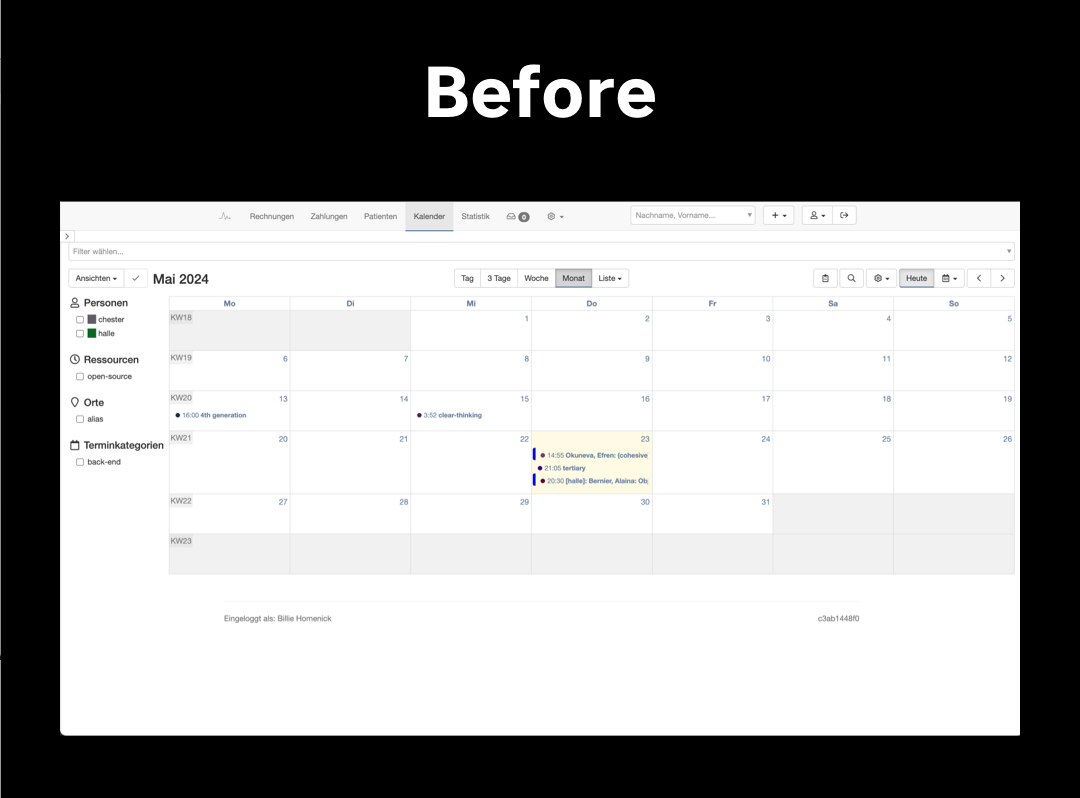 Before
Rechnungen Zahlungen Patienten Kalender Statistik 0 Nachname, Vorname...
Filter wählen...
Ansichten Mai 2024 Tag 3 Tage Woche Monat Liste Heute
Personen
chester
halle
Ressourcen
open-source
Orte
alias
Terminkategorien
back-end
Mo Di Mi Do Fr Sa So
KW18 1 2 3 4 5
KW19 6 7 8 9 10 11 12
KW20 13 14 15 16 17 18 19
16:00 4th generation 3:52 clear-thinking
KW21 20 21 22 23 24 25 26
14:55 Okuneva, Efren: (cohesive
21:05 tertiary
20:30 [halle]: Bernier, Alaina: Ob
KW22 27 28 29 30 31
KW23
Eingeloggt als: Billie Homenick c3ab1448f0